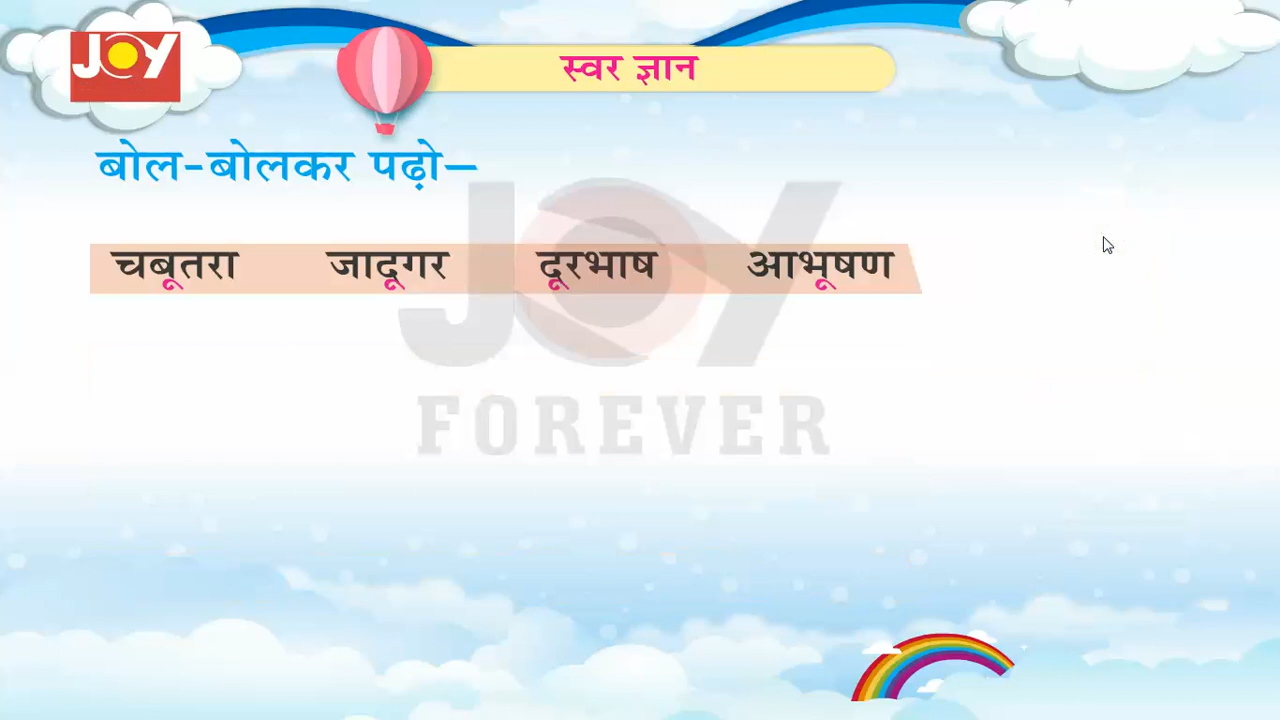 JOY
स्वर ज्ञान
बोल-बोलकर पढ़ो–
चबूतरा जादूगर दूरभाष आभूषण
JOY
FOREVER